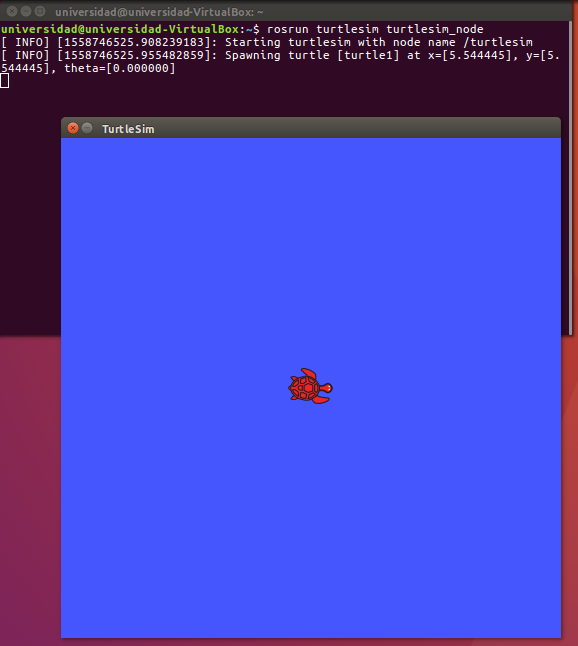 universidad@universidad-VirtualBox: ~
universidad@universidad-VirtualBox:~$ rosrun turtlesim turtlesim_node
[ INFO] [1558746525.908239183]: Starting turtlesim with node name /turtlesim
[ INFO] [1558746525.955482859]: Spawning turtle [turtle1] at x=[5.544445], y=[5.
544445], theta=[0.000000]
TurtleSim